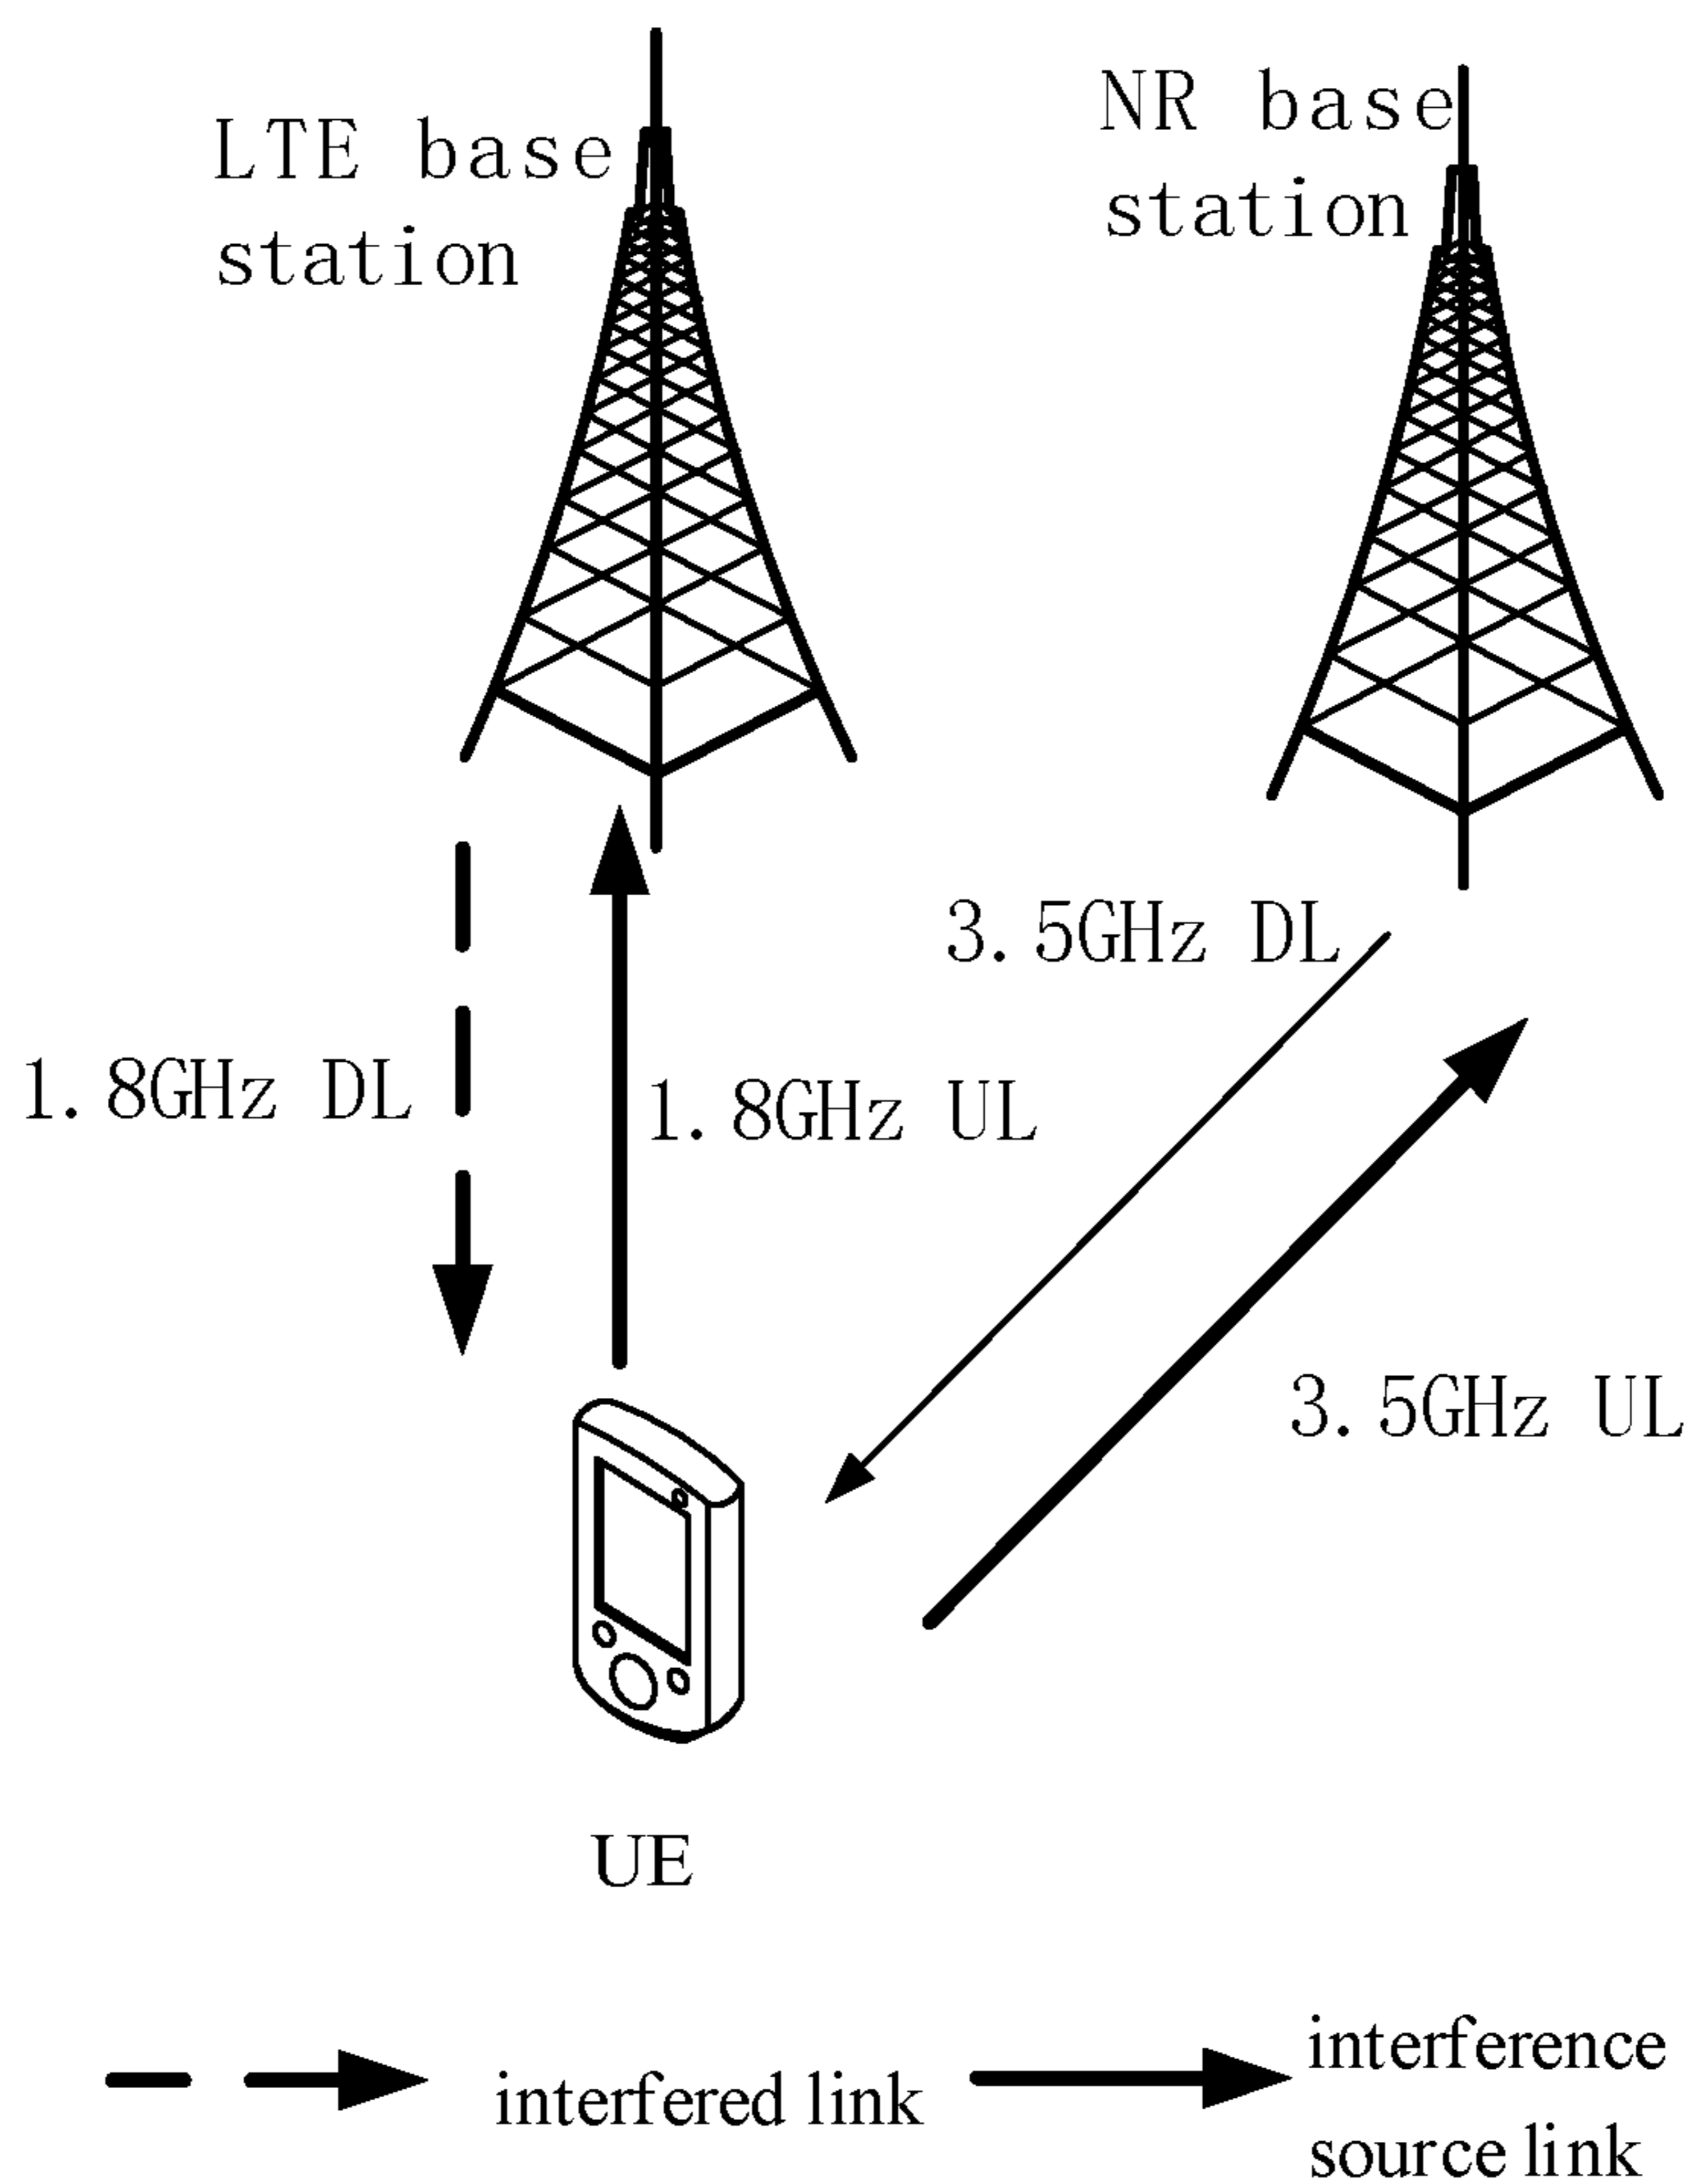 LTE base
station
NR base
station
3.5GHz DL
1.8GHz DL
1.8GHz UL
3.5GHz UL
UE
interfered link
interference
source link